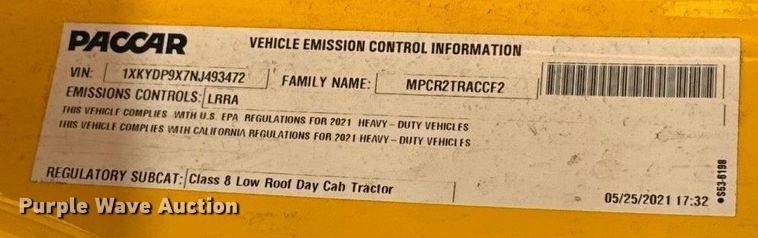 PACCAR VEHICLE EMISSION CONTROL INFORMATION
VIN: 1XKYDP9X7NJ493472 FAMILY NAME: MPCR2TRACCF2
EMISSIONS CONTROLS: LRRA
THIS VEHICLE COMPLIES WITH U.S. EPA REGULATIONS FOR 2021 HEAVY-DUTY VEHICLES
THIS VEHICLE COMPLIES WITH CALIFORNIA REGULATIONS FOR 2021 HEAVY-DUTY VEHICLES
REGULATORY SUBCAT: Class 8 Low Roof Day Cab Tractor
05/25/2021 17:32
S53-6198
Purple Wave Auction